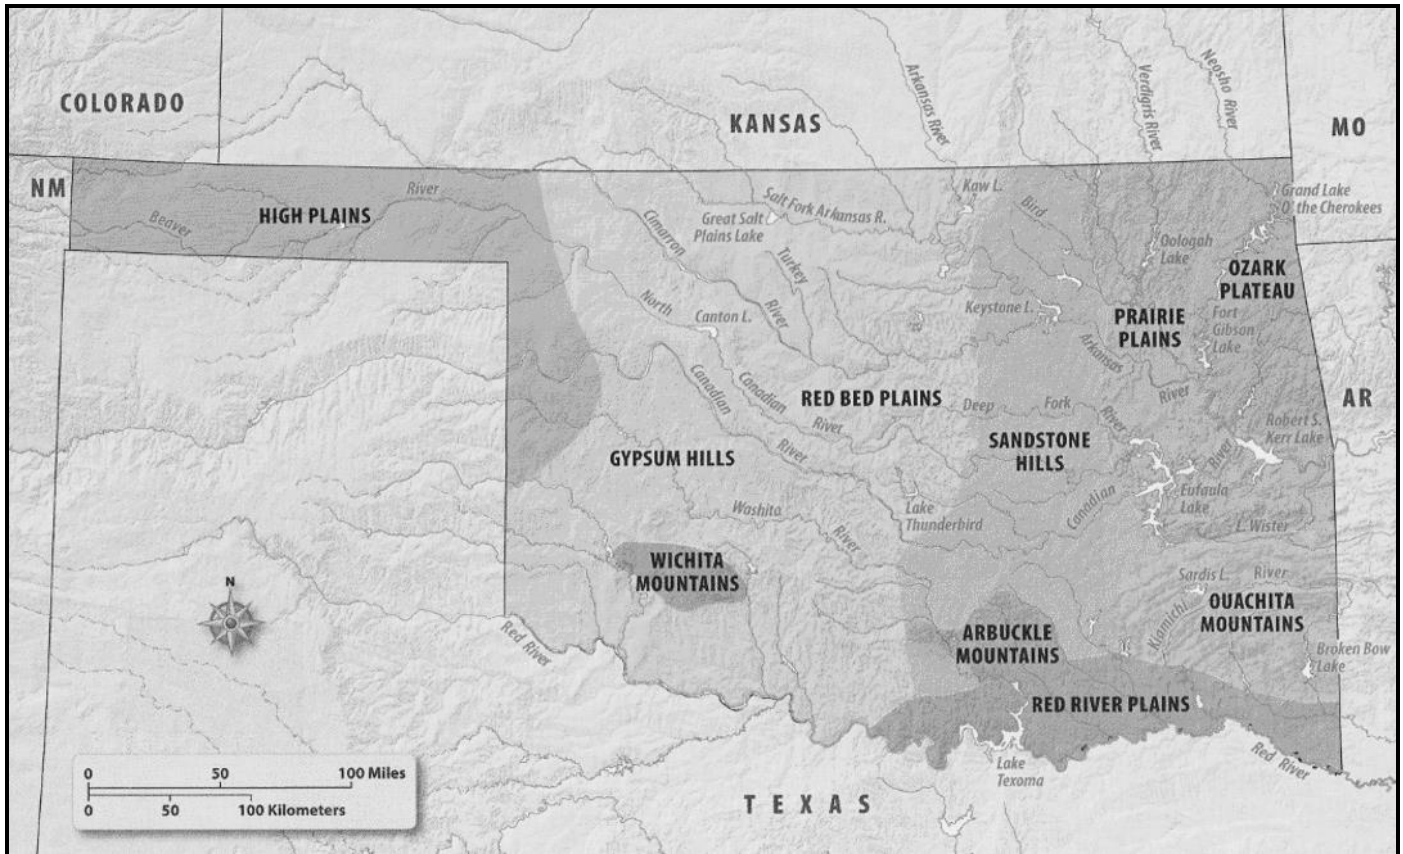 COLORADO
KANSAS
MO
NM
AR
TEXAS
Arkansas River
Verdigris River
Neosho River
HIGH PLAINS
Beaver
River
Salt Fork Arkansas R.
Great Salt
Plains Lake
Kaw L.
Bird
Grand Lake
O' the Cherokees
Oologah
Lake
OZARK
PLATEAU
Cimarron
River
Turkey
North
Canadian
River
Canton L.
Keystone L.
PRAIRIE
PLAINS
Fort
Gibson
Lake
Arkansas
River
Canadian
River
RED BED PLAINS
Deep
Fork
River
SANDSTONE
HILLS
Robert S.
Kerr Lake
River
GYPSUM HILLS
Washita
River
Lake
Thunderbird
Canadian
Eufaula
Lake
L. Wister
WICHITA
MOUNTAINS
Sardis L.
River
Kiamichi
OUACHITA
MOUNTAINS
ARBUCKLE
MOUNTAINS
Broken Bow
Lake
RED RIVER PLAINS
N
Red River
Lake
Texoma
Red River
0 50 100 Miles
0 50 100 Kilometers